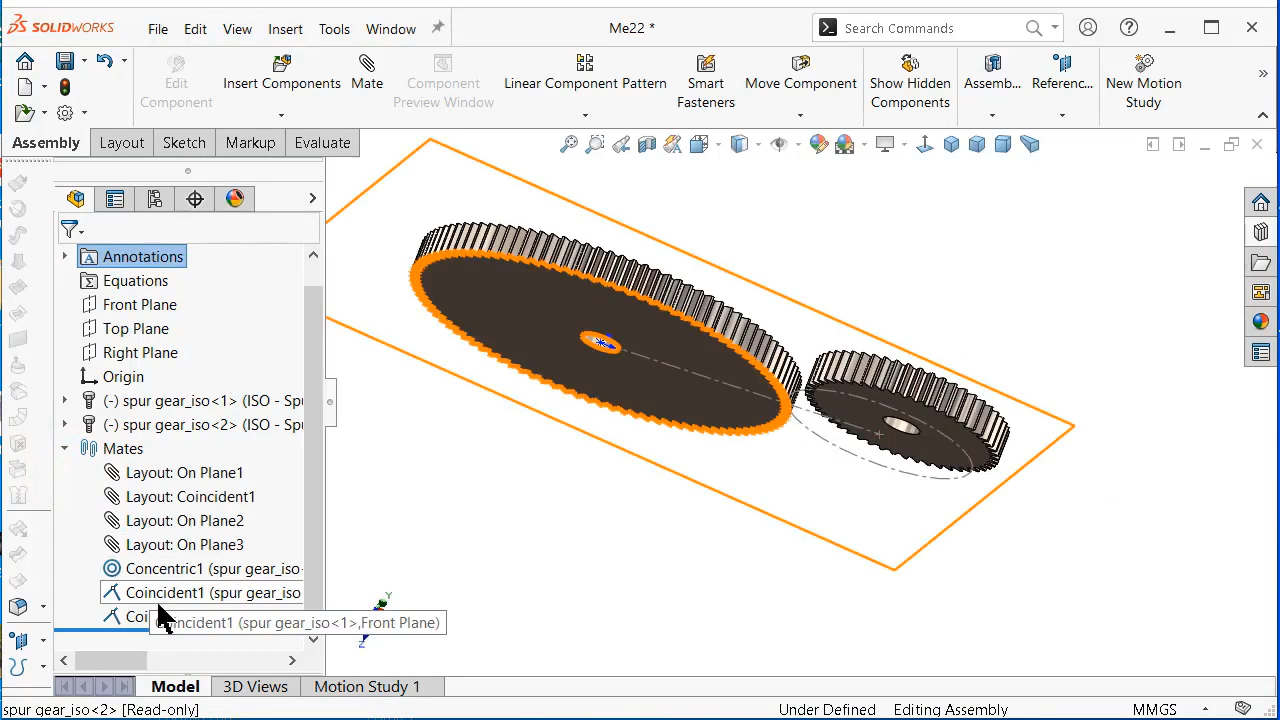 SOLIDWORKS
File Edit View Insert Tools Window
Me22 *
Search Commands
Edit Component
Insert Components
Mate
Component Preview Window
Linear Component Pattern
Smart Fasteners
Move Component
Show Hidden Components
Assemb...
Referenc...
New Motion Study
Assembly Layout Sketch Markup Evaluate
Annotations
Equations
Front Plane
Top Plane
Right Plane
Origin
(-) spur gear_iso<1> (ISO - Spu
(-) spur gear_iso<2> (ISO - Spu
Mates
Layout: On Plane1
Layout: Coincident1
Layout: On Plane2
Layout: On Plane3
Concentric1 (spur gear_iso
Coincident1 (spur gear_iso
Coi
incident1 (spur gear_iso<1>,Front Plane)
Y
Z
Model 3D Views Motion Study 1
spur gear_iso<2> [Read-only]
Under Defined
Editing Assembly
MMGS